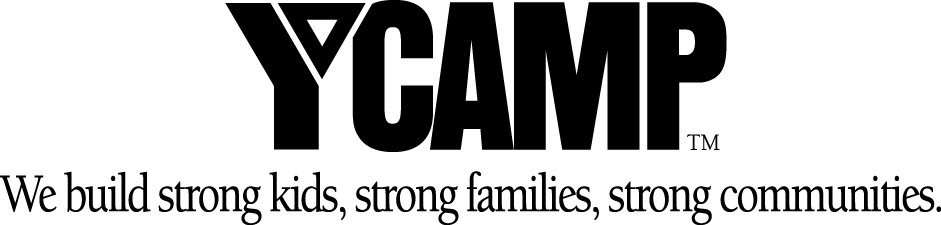 YCAMP™
We build strong kids, strong families, strong communities.